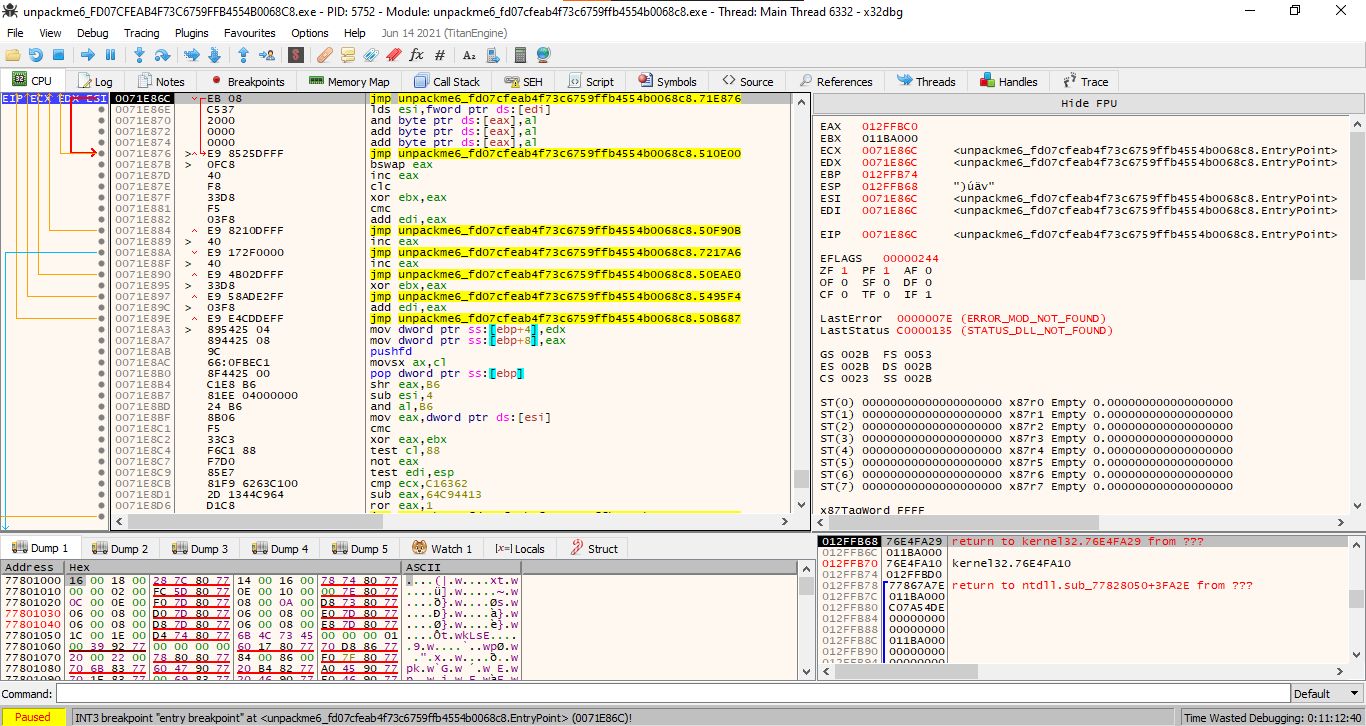 unpackme6_FD07CFEAB4F73C6759FFB4554B0068C8.exe - PID: 5752 - Module: unpackme6_fd07cfeab4f73c6759ffb4554b0068c8.exe - Thread: Main Thread 6332 - x32dbg
File View Debug Tracing Plugins Favourites Options Help Jun 14 2021 (TitanEngine)
CPU Log Notes Breakpoints Memory Map Call Stack SEH Script Symbols Source References Threads Handles Trace
EIP ECX EDX ESI
0071E86C EB 08 jmp unpackme6_fd07cfeab4f73c6759ffb4554b0068c8.71E876
0071E86E C537 lds esi,fword ptr ds:[edi]
0071E870 2000 and byte ptr ds:[eax],al
0071E872 0000 add byte ptr ds:[eax],al
0071E874 0000 add byte ptr ds:[eax],al
0071E876 E9 8525DFFF jmp unpackme6_fd07cfeab4f73c6759ffb4554b0068c8.510E00
0071E87B 0FC8 bswap eax
0071E87D 40 inc eax
0071E87E F8 clc
0071E87F 33D8 xor ebx,eax
0071E881 F5 cmc
0071E882 03F8 add edi,eax
0071E884 E9 8210DFFF jmp unpackme6_fd07cfeab4f73c6759ffb4554b0068c8.50F90B
0071E889 40 inc eax
0071E88A E9 172F0000 jmp unpackme6_fd07cfeab4f73c6759ffb4554b0068c8.7217A6
0071E88F 40 inc eax
0071E890 E9 4B02DFFF jmp unpackme6_fd07cfeab4f73c6759ffb4554b0068c8.50EAE0
0071E895 33D8 xor ebx,eax
0071E897 E9 58ADE2FF jmp unpackme6_fd07cfeab4f73c6759ffb4554b0068c8.5495F4
0071E89C 03F8 add edi,eax
0071E89E E9 E4CDDEFF jmp unpackme6_fd07cfeab4f73c6759ffb4554b0068c8.50B687
0071E8A3 895425 04 mov dword ptr ss:[ebp+4],edx
0071E8A7 894425 08 mov dword ptr ss:[ebp+8],eax
0071E8AB 9C pushfd
0071E8AC 66:0FBEC1 movsx ax,cl
0071E8B0 8F4425 00 pop dword ptr ss:[ebp]
0071E8B4 C1E8 B6 shr eax,B6
0071E8B7 81EE 04000000 sub esi,4
0071E8BD 24 B6 and al,B6
0071E8BF 8B06 mov eax,dword ptr ds:[esi]
0071E8C1 F5 cmc
0071E8C2 33C3 xor eax,ebx
0071E8C4 F6C1 88 test cl,88
0071E8C7 F7D0 not eax
0071E8C9 85E7 test edi,esp
0071E8CB 81F9 6263C100 cmp ecx,C16362
0071E8D1 2D 1344C964 sub eax,64C94413
0071E8D6 D1C8 ror eax,1
Hide FPU
EAX 012FFBC0
EBX 011BA000
ECX 0071E86C <unpackme6_fd07cfeab4f73c6759ffb4554b0068c8.EntryPoint>
EDX 0071E86C <unpackme6_fd07cfeab4f73c6759ffb4554b0068c8.EntryPoint>
EBP 012FFB74
ESP 012FFB68 ")úäv"
ESI 0071E86C <unpackme6_fd07cfeab4f73c6759ffb4554b0068c8.EntryPoint>
EDI 0071E86C <unpackme6_fd07cfeab4f73c6759ffb4554b0068c8.EntryPoint>
EIP 0071E86C <unpackme6_fd07cfeab4f73c6759ffb4554b0068c8.EntryPoint>
EFLAGS 00000244
ZF 1 PF 1 AF 0
OF 0 SF 0 DF 0
CF 0 TF 0 IF 1
LastError 0000007E (ERROR_MOD_NOT_FOUND)
LastStatus C0000135 (STATUS_DLL_NOT_FOUND)
GS 002B FS 0053
ES 002B DS 002B
CS 0023 SS 002B
ST(0) 00000000000000000000 x87r0 Empty 0.000000000000000000
ST(1) 00000000000000000000 x87r1 Empty 0.000000000000000000
ST(2) 00000000000000000000 x87r2 Empty 0.000000000000000000
ST(3) 00000000000000000000 x87r3 Empty 0.000000000000000000
ST(4) 00000000000000000000 x87r4 Empty 0.000000000000000000
ST(5) 00000000000000000000 x87r5 Empty 0.000000000000000000
ST(6) 00000000000000000000 x87r6 Empty 0.000000000000000000
ST(7) 00000000000000000000 x87r7 Empty 0.000000000000000000
x87TagWord FFFF
Dump 1 Dump 2 Dump 3 Dump 4 Dump 5 Watch 1 Locals Struct
Address Hex ASCII
77801000 16 00 18 00 28 7C 80 77 14 00 16 00 78 74 80 77 ....(|.w....xt.w
77801010 00 00 02 00 FC 5D 80 77 0E 00 10 00 00 7E 80 77 ....ü].w.....~.w
77801020 0C 00 0E 00 F0 7D 80 77 08 00 0A 00 D8 73 80 77 ....ð}.w....Øs.w
77801030 06 00 08 00 D0 7D 80 77 06 00 08 00 E0 7D 80 77 ....Ð}.w....à}.w
77801040 06 00 08 00 D8 7D 80 77 06 00 08 00 E8 7D 80 77 ....Ø}.w....è}.w
77801050 1C 00 1E 00 D4 74 80 77 6B 4C 73 45 00 00 00 01 ....Ôt.wkLsE....
77801060 00 39 92 77 00 00 00 00 60 17 80 77 70 D8 86 77 .9.w....`..wpØ.w
77801070 20 00 22 00 78 80 80 77 84 00 86 00 F0 7F 80 77 .".x..w....ð..w
77801080 70 6B 83 77 60 47 90 77 20 B4 82 77 A0 45 90 77 pk.w`G.w ´.w E.w
012FFB68 76E4FA29 return to kernel32.76E4FA29 from ???
012FFB6C 011BA000
012FFB70 76E4FA10 kernel32.76E4FA10
012FFB74 012FFBD0
012FFB78 77867A7E return to ntdll.sub_77828050+3FA2E from ???
012FFB7C 011BA000
012FFB80 C07A54DE
012FFB84 00000000
012FFB88 00000000
012FFB8C 011BA000
012FFB90 00000000
012FFB94 00000000
Command: Default
Paused INT3 breakpoint "entry breakpoint" at <unpackme6_fd07cfeab4f73c6759ffb4554b0068c8.EntryPoint> (0071E86C)! Time Wasted Debugging: 0:11:12:40